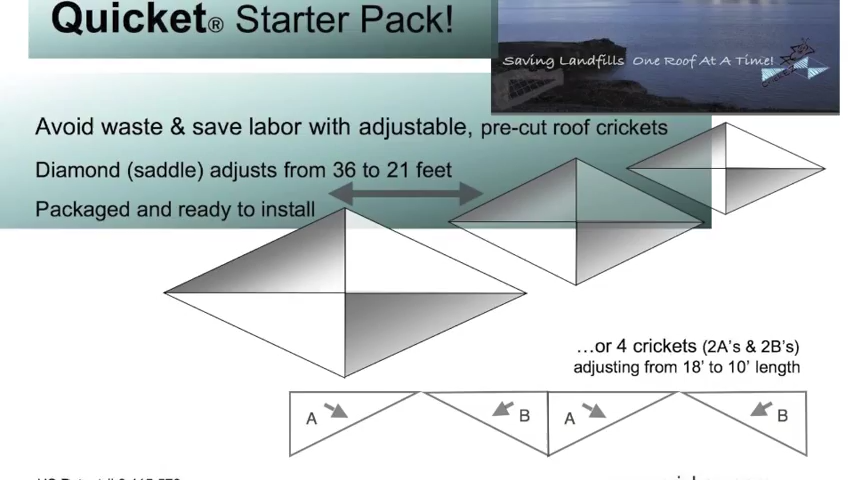 Quicket® Starter Pack!
Saving Landfills One Roof At A Time!
Avoid waste & save labor with adjustable, pre-cut roof crickets
Diamond (saddle) adjusts from 36 to 21 feet
Packaged and ready to install
...or 4 crickets (2A's & 2B's)
adjusting from 18' to 10' length
A B A B